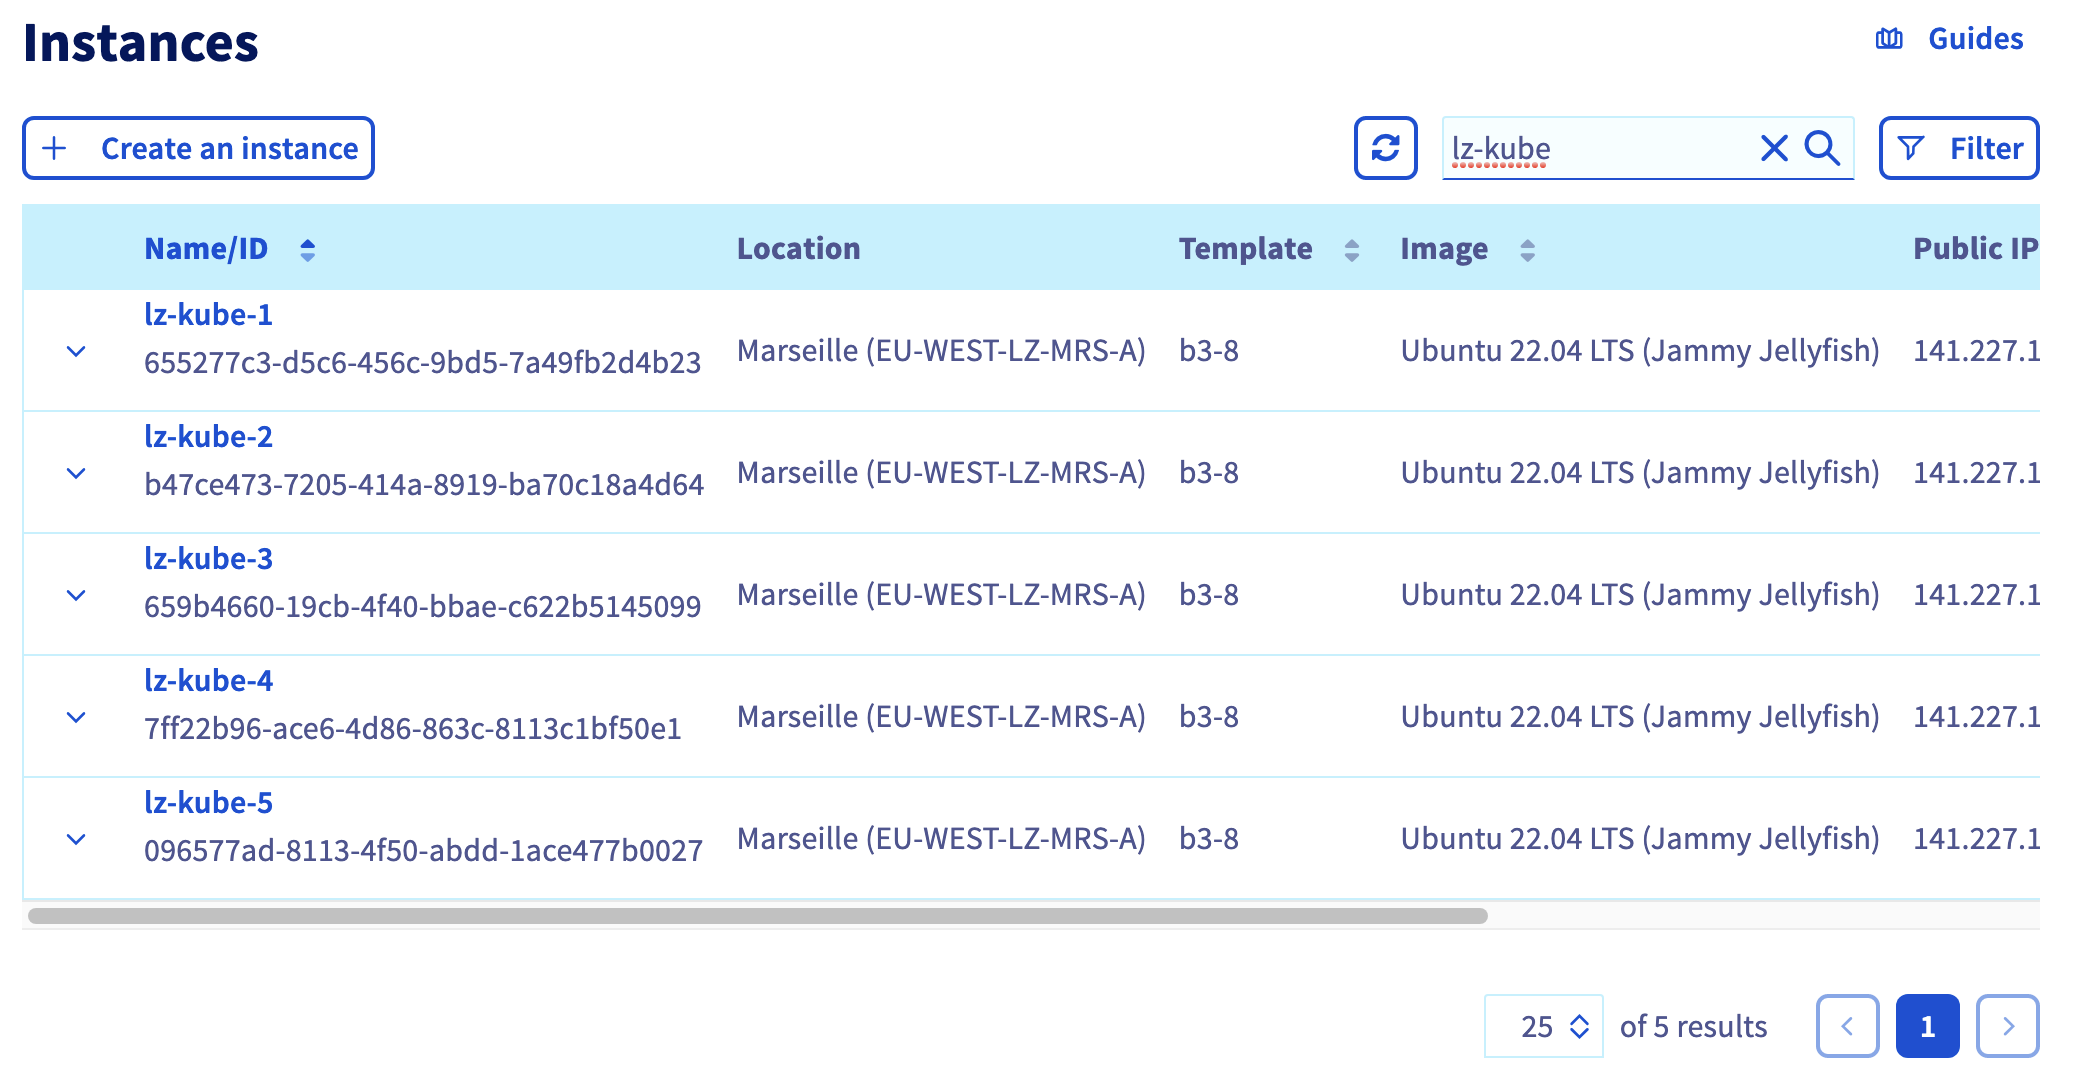 Instances
Guides
Create an instance
lz-kube
Filter
Name/ID Location Template Image Public IP
lz-kube-1
655277c3-d5c6-456c-9bd5-7a49fb2d4b23 Marseille (EU-WEST-LZ-MRS-A) b3-8 Ubuntu 22.04 LTS (Jammy Jellyfish) 141.227.1
lz-kube-2
b47ce473-7205-414a-8919-ba70c18a4d64 Marseille (EU-WEST-LZ-MRS-A) b3-8 Ubuntu 22.04 LTS (Jammy Jellyfish) 141.227.1
lz-kube-3
659b4660-19cb-4f40-bbae-c622b5145099 Marseille (EU-WEST-LZ-MRS-A) b3-8 Ubuntu 22.04 LTS (Jammy Jellyfish) 141.227.1
lz-kube-4
7ff22b96-ace6-4d86-863c-8113c1bf50e1 Marseille (EU-WEST-LZ-MRS-A) b3-8 Ubuntu 22.04 LTS (Jammy Jellyfish) 141.227.1
lz-kube-5
096577ad-8113-4f50-abdd-1ace477b0027 Marseille (EU-WEST-LZ-MRS-A) b3-8 Ubuntu 22.04 LTS (Jammy Jellyfish) 141.227.1
25 of 5 results 1